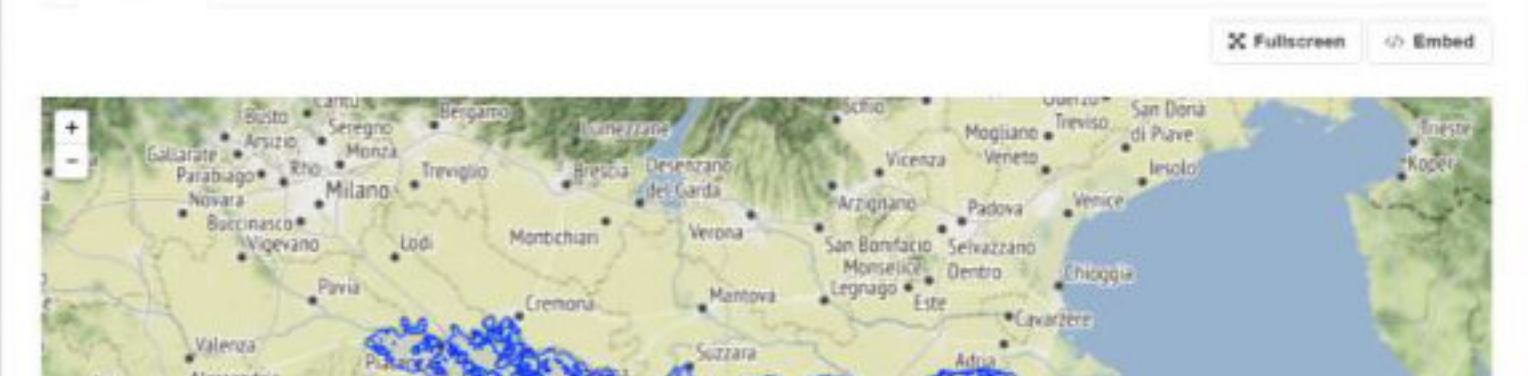 Fullscreen
Embed
+
−
Cantù
Bergamo
Schio
San Donà
di Piave
Busto
Arsizio
Seregno
Lumezzane
Mogliano
Veneto
Treviso
Trieste
Gallarate
Monza
Desenzano
del Garda
Vicenza
Koper
Parabiago
Rho
Treviglio
Brescia
Iesolo
Novara
Milano
Arzignano
Padova
Venice
Buccinasco
Vigevano
Lodi
Montichiari
Verona
San Bonifacio
Selvazzano
Dentro
Monselice
Chioggia
Pavia
Cremona
Mantova
Legnago
Este
Cavarzere
Valenza
Suzzara
Adria